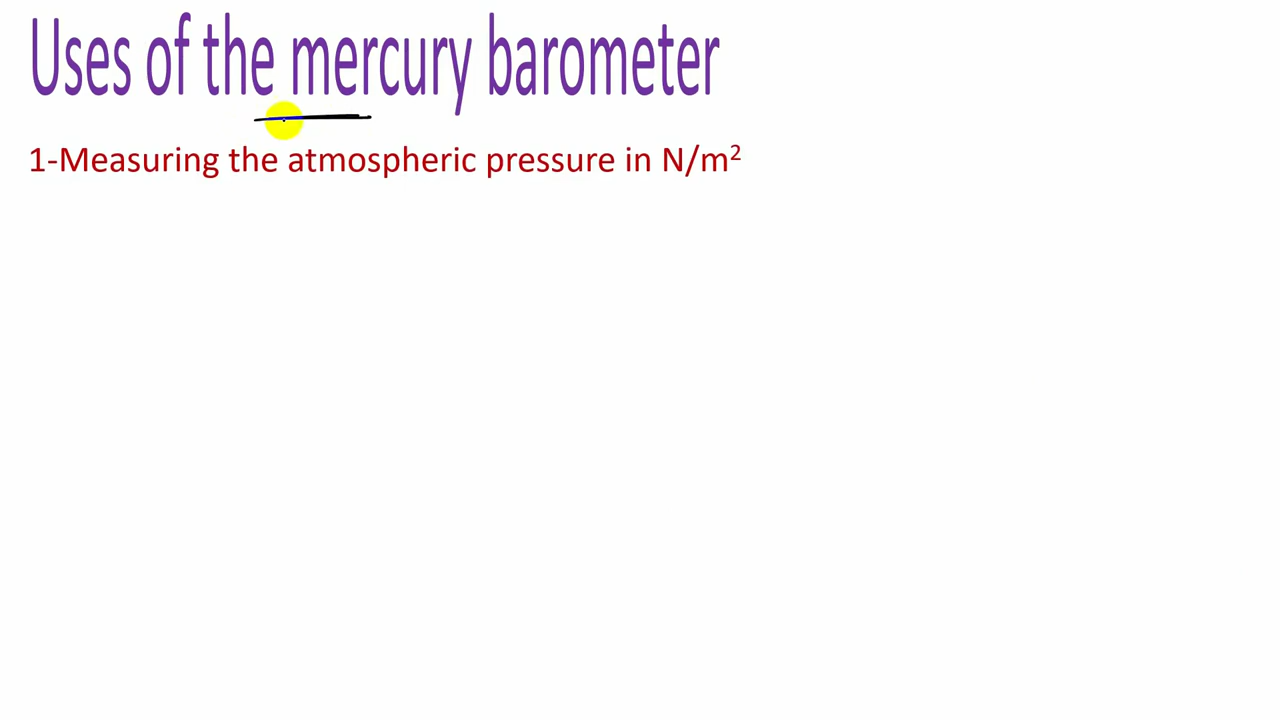 Uses of the mercury barometer
1-Measuring the atmospheric pressure in N/m²